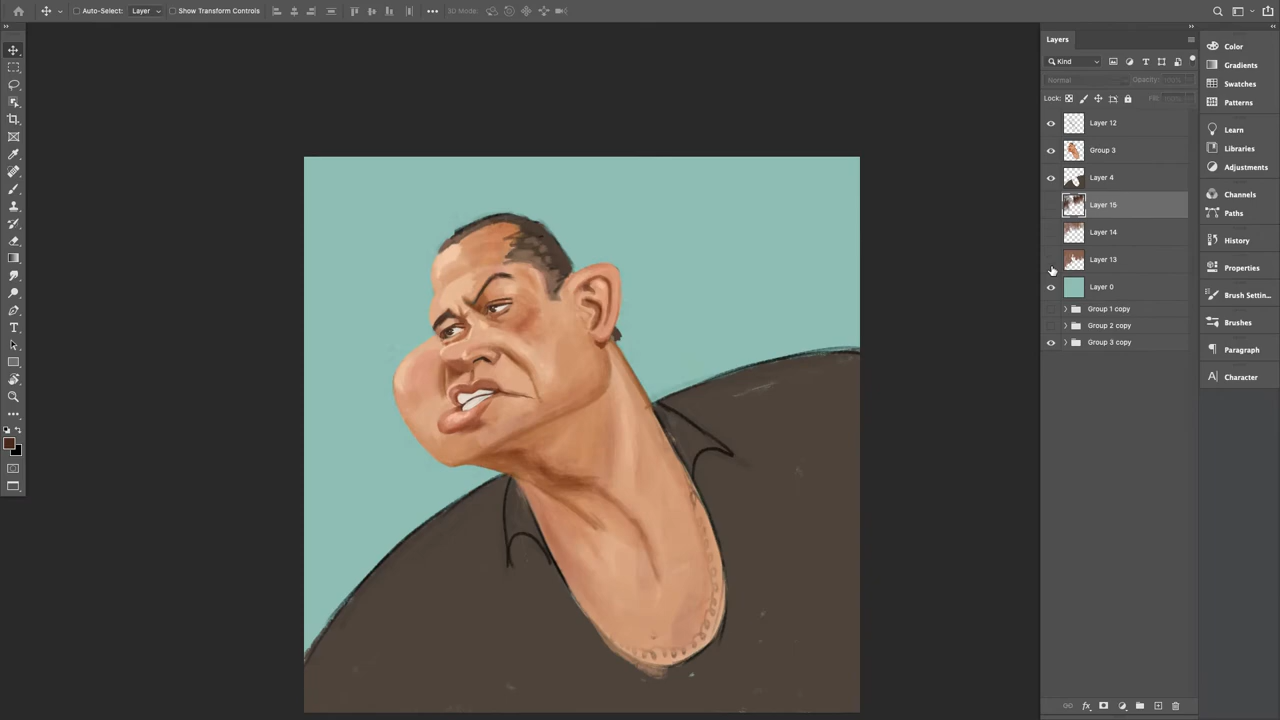 Auto-Select: Layer Show Transform Controls 3D Mode:
Layers
Kind
Normal Opacity:
Lock: Fill:
Layer 12
Group 3
Layer 4
Layer 15
Layer 14
Layer 13
Layer 0
Group 1 copy
Group 2 copy
Group 3 copy
Color
Gradients
Swatches
Patterns
Learn
Libraries
Adjustments
Channels
Paths
History
Properties
Brush Settin...
Brushes
Paragraph
Character